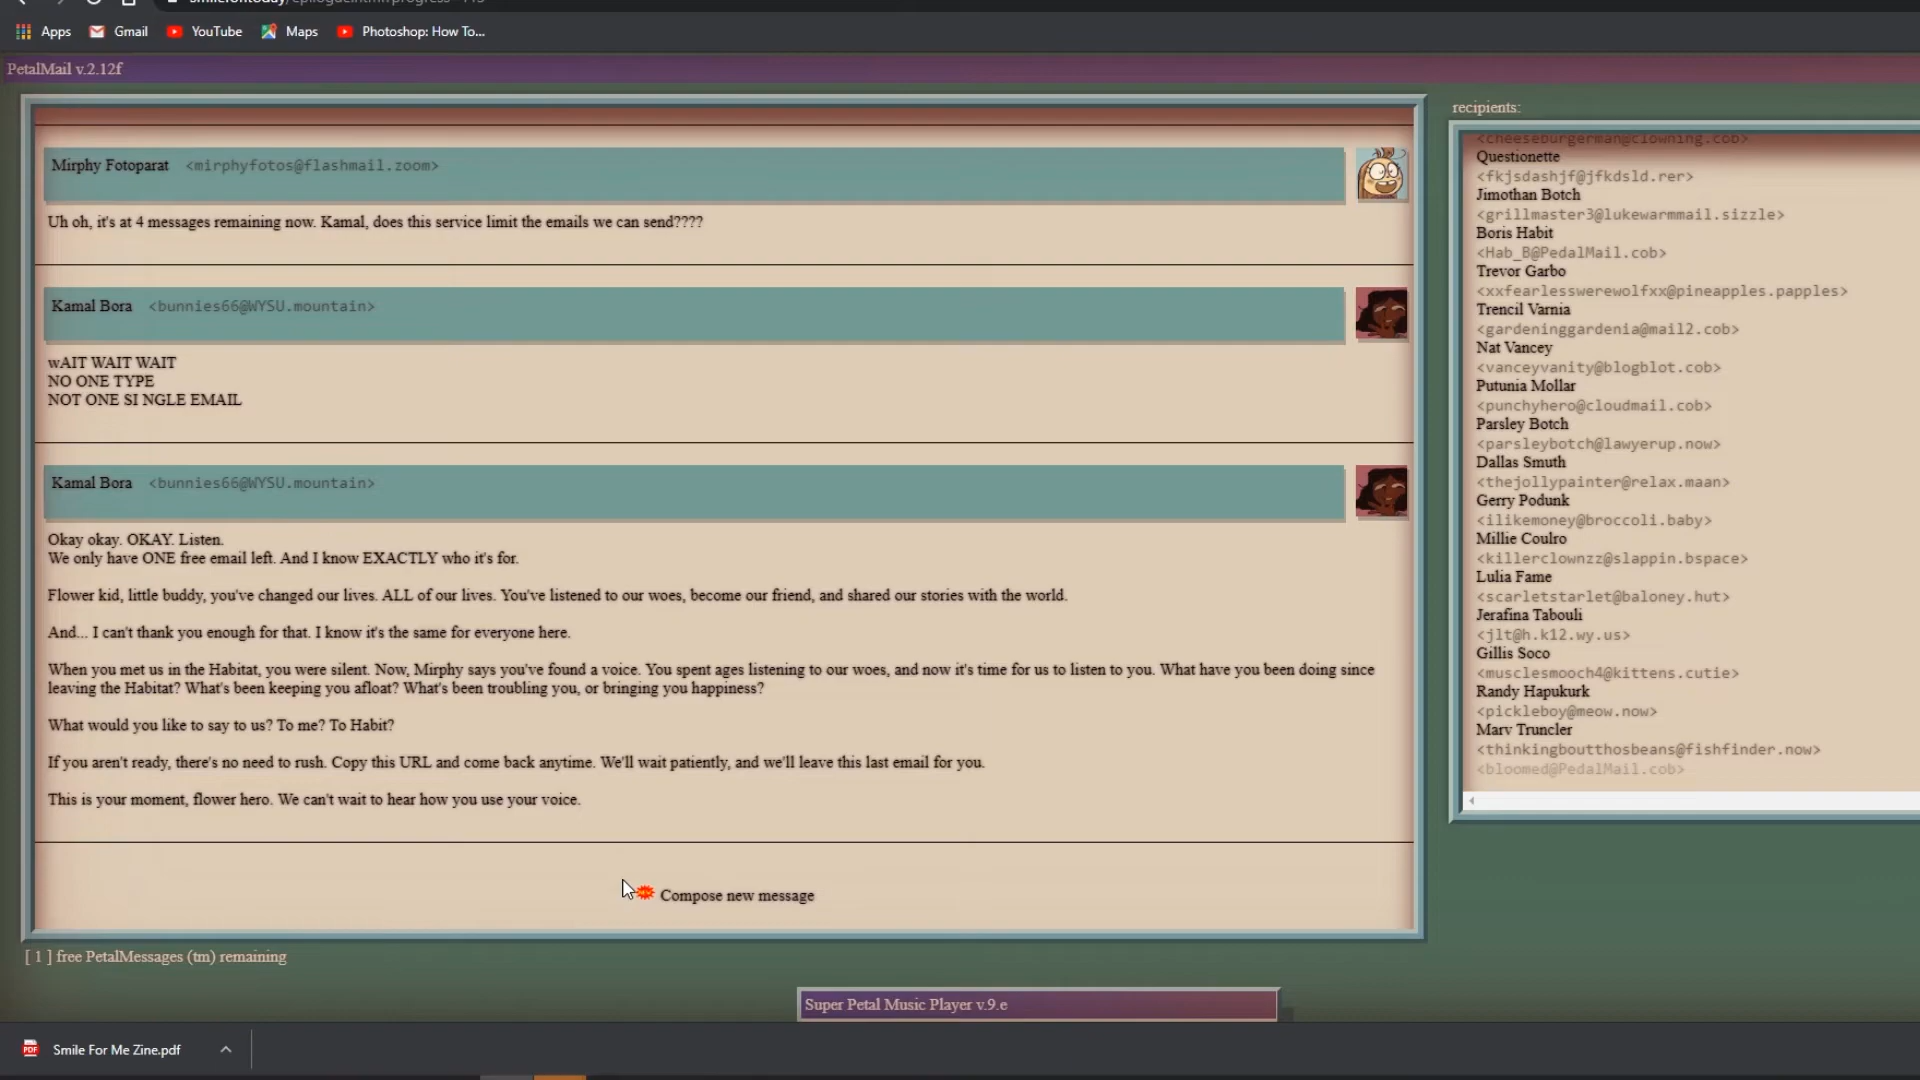 Apps
Gmail
YouTube
Maps
Photoshop: How To...
PetalMail v.2.12f
Mirphy Fotoparat <mirphyfotos@flashmail.zoom>
Uh oh, it's at 4 messages remaining now. Kamal, does this service limit the emails we can send????
Kamal Bora <bunnies66@WYSU.mountain>
wAIT WAIT WAIT
NO ONE TYPE
NOT ONE SI NGLE EMAIL
Kamal Bora <bunnies66@WYSU.mountain>
Okay okay. OKAY. Listen.
We only have ONE free email left. And I know EXACTLY who it's for.
Flower kid, little buddy, you've changed our lives. ALL of our lives. You've listened to our woes, become our friend, and shared our stories with the world.
And... I can't thank you enough for that. I know it's the same for everyone here.
When you met us in the Habitat, you were silent. Now, Mirphy says you've found a voice. You spent ages listening to our woes, and now it's time for us to listen to you. What have you been doing since
leaving the Habitat? What's been keeping you afloat? What's been troubling you, or bringing you happiness?
What would you like to say to us? To me? To Habit?
If you aren't ready, there's no need to rush. Copy this URL and come back anytime. We'll wait patiently, and we'll leave this last email for you.
This is your moment, flower hero. We can't wait to hear how you use your voice.
NEW
Compose new message
[ 1 ] free PetalMessages (tm) remaining
recipients:
<cheeseburgerman@clowning.cob>
Questionette
<fkjsdashjf@jfkdsld.rer>
Jimothan Botch
<grillmaster3@lukewarmmail.sizzle>
Boris Habit
<Hab_B@PedalMail.cob>
Trevor Garbo
<xxfearlesswerewolfxx@pineapples.papples>
Trencil Varnia
<gardeninggardenia@mail2.cob>
Nat Vancey
<vanceyvanity@blogblot.cob>
Putunia Mollar
<punchyhero@cloudmail.cob>
Parsley Botch
<parsleybotch@lawyerup.now>
Dallas Smuth
<thejollypainter@relax.maan>
Gerry Podunk
<ilikemoney@broccoli.baby>
Millie Coulro
<killerclownzz@slappin.bspace>
Lulia Fame
<scarletstarlet@baloney.hut>
Jerafina Tabouli
<jlt@h.k12.wy.us>
Gillis Soco
<musclesmooch4@kittens.cutie>
Randy Hapukurk
<pickleboy@meow.now>
Marv Truncler
<thinkingboutthosbeans@fishfinder.now>
<bloomed@PedalMail.cob>
Super Petal Music Player v.9.e
PDF
Smile For Me Zine.pdf